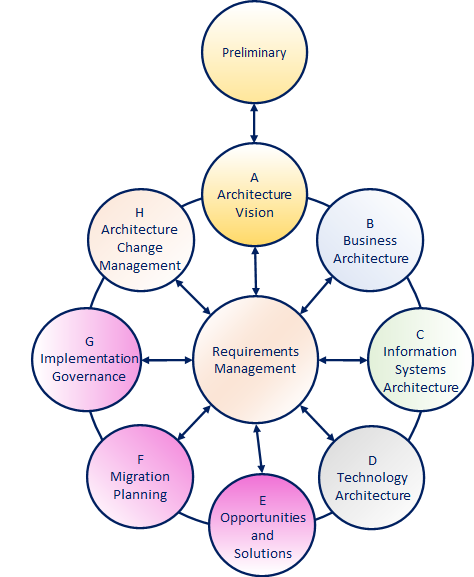 Preliminary
A
Architecture
Vision
B
Business
Architecture
C
Information
Systems
Architecture
D
Technology
Architecture
E
Opportunities
and
Solutions
F
Migration
Planning
G
Implementation
Governance
H
Architecture
Change
Management
Requirements
Management